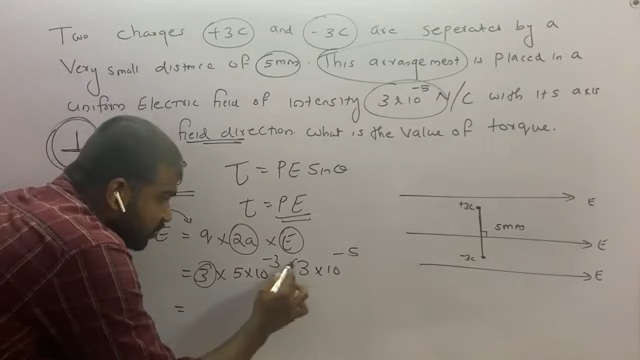 Two charges +3C and -3C are seperated by a
Very small distance of 5mm. This arrangement is placed in a
uniform Electric field of Intensity 3×10⁻⁵ N/C with its axis
⊥ field direction what is the value of torque.
τ = PE Sinθ
τ = PE
E = q × 2a × E
= 3 × 5×10⁻³ × 3×10⁻⁵
=
E
+3C
5mm
E
-3C
E